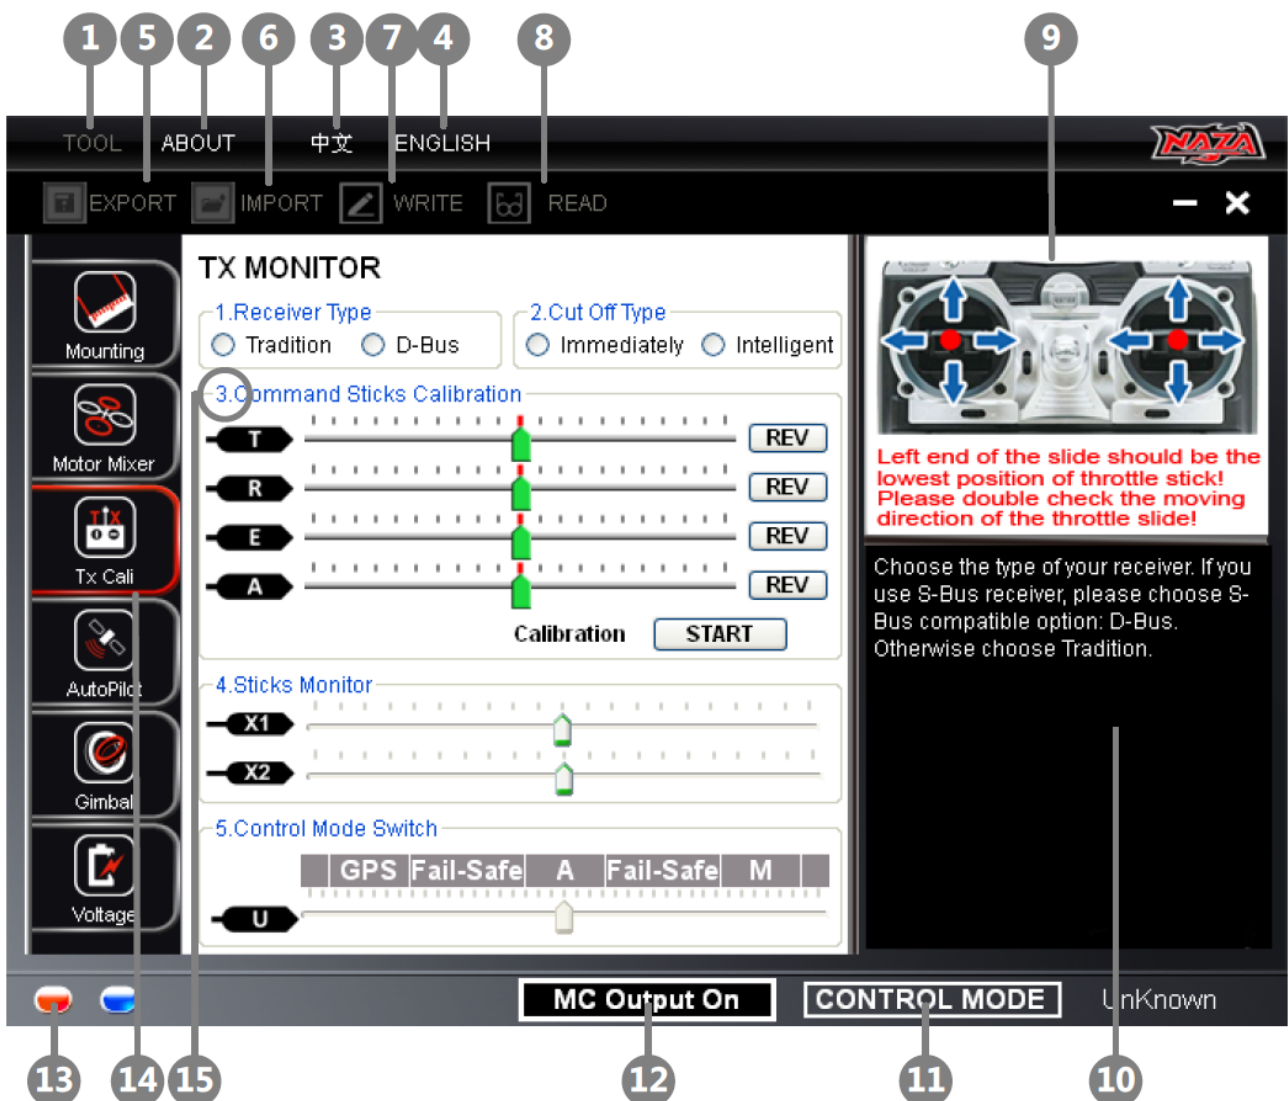 1 5 2 6 3 7 4 8 9
TOOL ABOUT 中文 ENGLISH
NAZA
EXPORT IMPORT WRITE READ
Mounting
Motor Mixer
TX
Tx Cali
AutoPilot
Gimbal
Voltage
TX MONITOR
1.Receiver Type
Tradition D-Bus
2.Cut Off Type
Immediately Intelligent
3.Command Sticks Calibration
T REV
R REV
E REV
A REV
Calibration START
4.Sticks Monitor
X1
X2
5.Control Mode Switch
GPS Fail-Safe A Fail-Safe M
U
Left end of the slide should be the
lowest position of throttle stick!
Please double check the moving
direction of the throttle slide!
Choose the type of your receiver. If you
use S-Bus receiver, please choose S-
Bus compatible option: D-Bus.
Otherwise choose Tradition.
MC Output On CONTROL MODE UnKnown
13 14 15 12 11 10